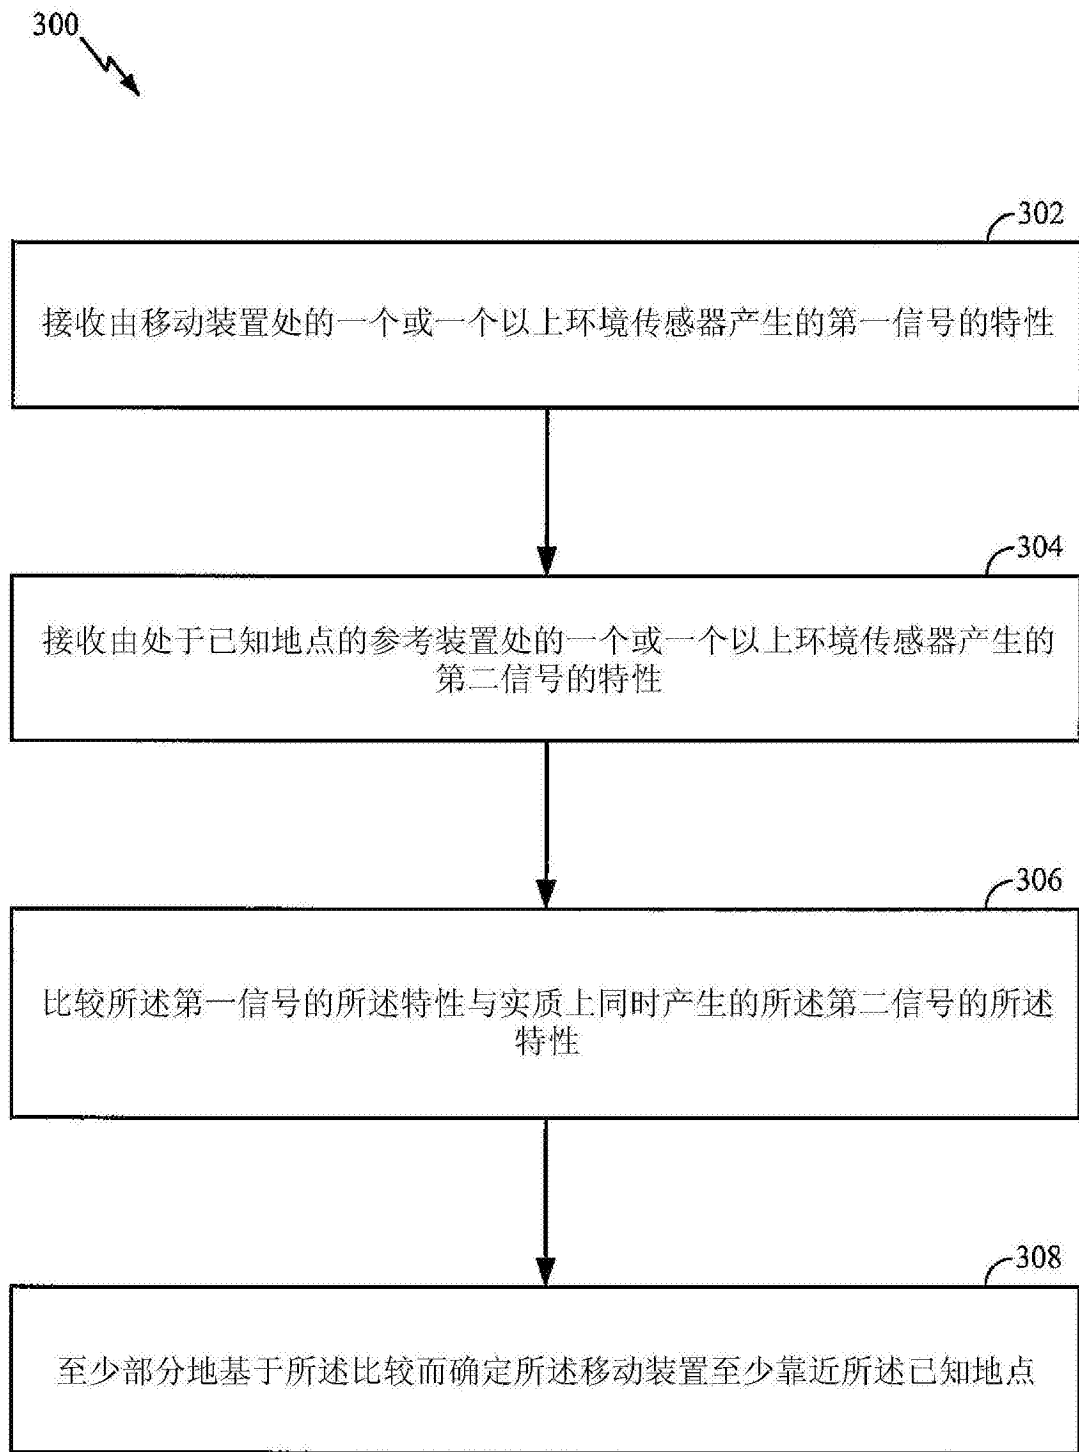 300
302
接收由移动装置处的一个或一个以上环境传感器产生的第一信号的特性
304
接收由处于已知地点的参考装置处的一个或一个以上环境传感器产生的
第二信号的特性
306
比较所述第一信号的所述特性与实质上同时产生的所述第二信号的所述
特性
308
至少部分地基于所述比较而确定所述移动装置至少靠近所述已知地点